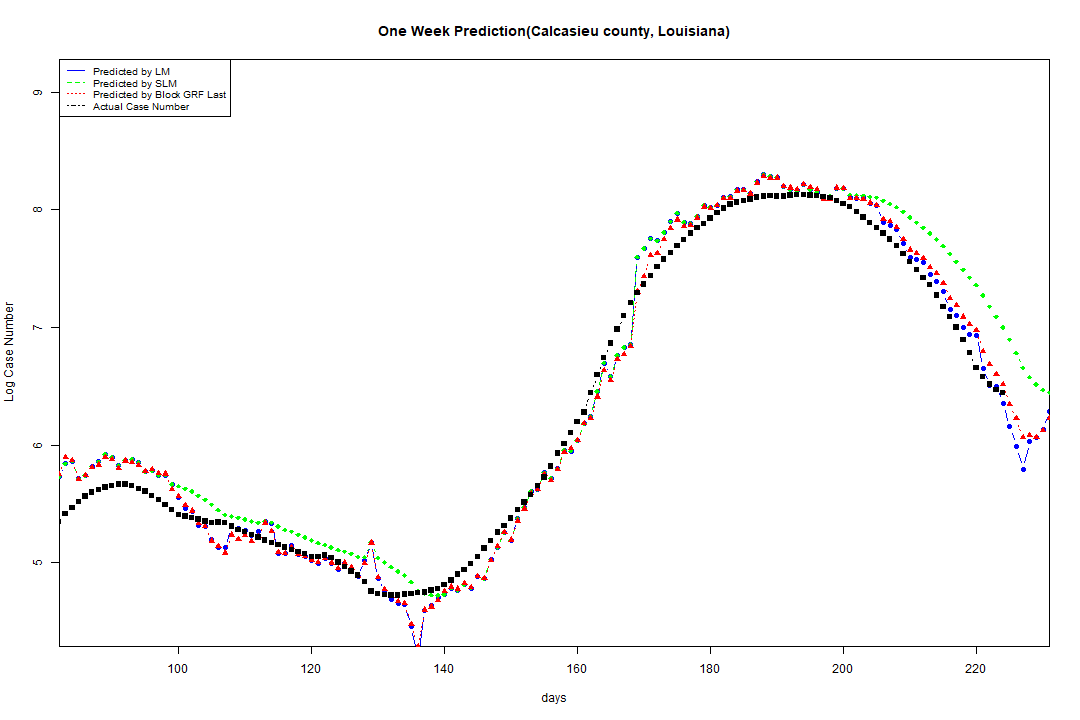 One Week Prediction(Calcasieu county, Louisiana)
Predicted by LM
Predicted by SLM
Predicted by Block GRF Last
Actual Case Number
9
8
7
6
5
Log Case Number
100 120 140 160 180 200 220
days